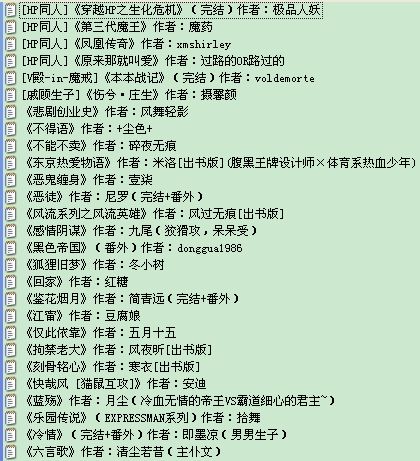 [HP同人]《穿越HP之生化危机》（完结）作者：极品人妖
[HP同人]《第三代魔王》作者：魔药
[HP同人]《凤凰传奇》作者：xmshirley
[HP同人]《原来那就叫爱》作者：过路的OR路过的
[V殿-in-魔戒]《本本战记》（完结）作者：voldemorte
[戚顾生子]《伤兮·庄生》作者：摄馨颜
《悲剧创业史》作者：风舞轻影
《不得语》作者：+尘色+
《不能不卖》作者：碎夜无痕
《东京热爱物语》作者：米洛[出书版](腹黑王牌设计师×体育系热血少年)
《恶鬼缠身》作者：壹柒
《恶徒》作者：尼罗（完结+番外）
《风流系列之风流英雄》作者：风过无痕[出书版]
《感情阴谋》作者：九尾（狡猾攻，呆呆受）
《黑色帝国》（番外）作者：donggua1986
《狐狸旧梦》作者：冬小树
《回家》作者：红糖
《鉴花烟月》作者：简青远（完结+番外）
《江甯》作者：豆腐娘
《仅此依靠》作者：五月十五
《拘禁老大》作者：风夜昕[出书版]
《刻骨铭心》作者：寒衣[出书版]
《快哉风 [猫鼠互攻]》作者：安迪
《蓝殇》作者：月尘（冷血无情的帝王VS霸道细心的君主~）
《乐园传说》（EXPRESSMAN系列）作者：拾舞
《冷情》（完结+番外）作者：即墨凉（男男生子）
《六言歌》作者：清尘若昔（主仆文）